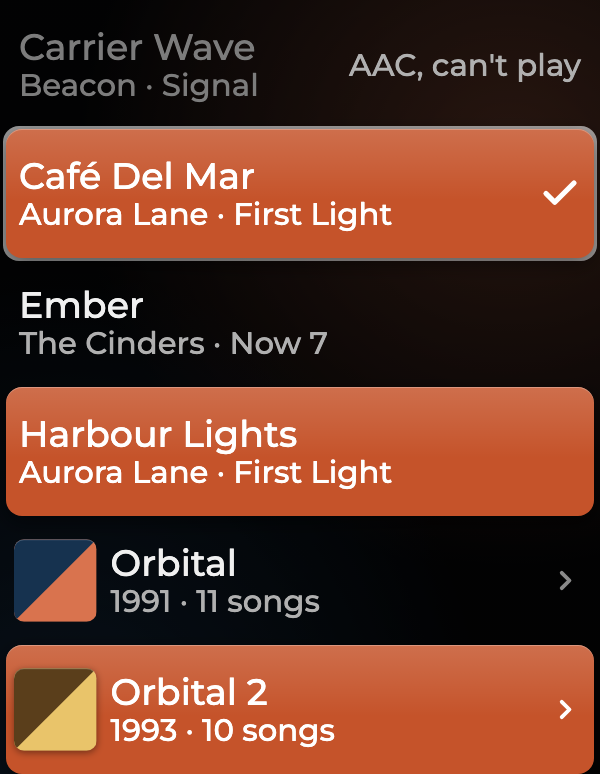 Carrier Wave
Beacon · Signal
AAC, can't play
Café Del Mar
Aurora Lane · First Light
Ember
The Cinders · Now 7
Harbour Lights
Aurora Lane · First Light
Orbital
1991 · 11 songs
Orbital 2
1993 · 10 songs